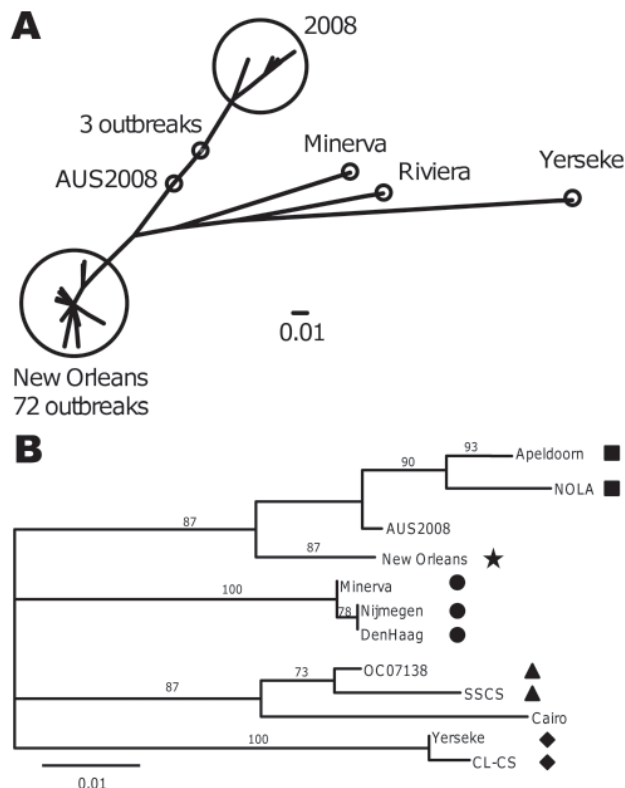 A
2008
3 outbreaks
Minerva
Riviera
Yerseke
AUS2008
0.01
New Orleans
72 outbreaks
B
93
Apeldoorn
90
NOLA
87
AUS2008
87
New Orleans
100
Minerva
78
Nijmegen
DenHaag
73
OC07138
87
SSCS
Cairo
100
Yerseke
CL-CS
0.01